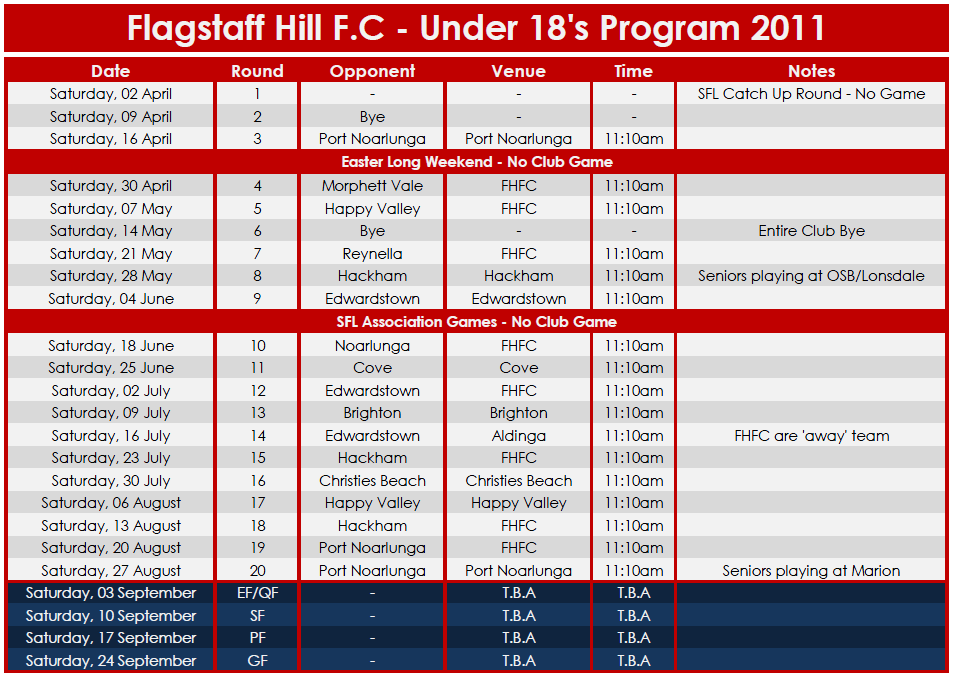 Flagstaff Hill F.C - Under 18's Program 2011
Date Round Opponent Venue Time Notes
Saturday, 02 April 1 - - - SFL Catch Up Round - No Game
Saturday, 09 April 2 Bye - -
Saturday, 16 April 3 Port Noarlunga Port Noarlunga 11:10am
Easter Long Weekend - No Club Game
Saturday, 30 April 4 Morphett Vale FHFC 11:10am
Saturday, 07 May 5 Happy Valley FHFC 11:10am
Saturday, 14 May 6 Bye - - Entire Club Bye
Saturday, 21 May 7 Reynella FHFC 11:10am
Saturday, 28 May 8 Hackham Hackham 11:10am Seniors playing at OSB/Lonsdale
Saturday, 04 June 9 Edwardstown Edwardstown 11:10am
SFL Association Games - No Club Game
Saturday, 18 June 10 Noarlunga FHFC 11:10am
Saturday, 25 June 11 Cove Cove 11:10am
Saturday, 02 July 12 Edwardstown FHFC 11:10am
Saturday, 09 July 13 Brighton Brighton 11:10am
Saturday, 16 July 14 Edwardstown Aldinga 11:10am FHFC are 'away' team
Saturday, 23 July 15 Hackham FHFC 11:10am
Saturday, 30 July 16 Christies Beach Christies Beach 11:10am
Saturday, 06 August 17 Happy Valley Happy Valley 11:10am
Saturday, 13 August 18 Hackham FHFC 11:10am
Saturday, 20 August 19 Port Noarlunga FHFC 11:10am
Saturday, 27 August 20 Port Noarlunga Port Noarlunga 11:10am Seniors playing at Marion
Saturday, 03 September EF/QF - T.B.A T.B.A
Saturday, 10 September SF - T.B.A T.B.A
Saturday, 17 September PF - T.B.A T.B.A
Saturday, 24 September GF - T.B.A T.B.A